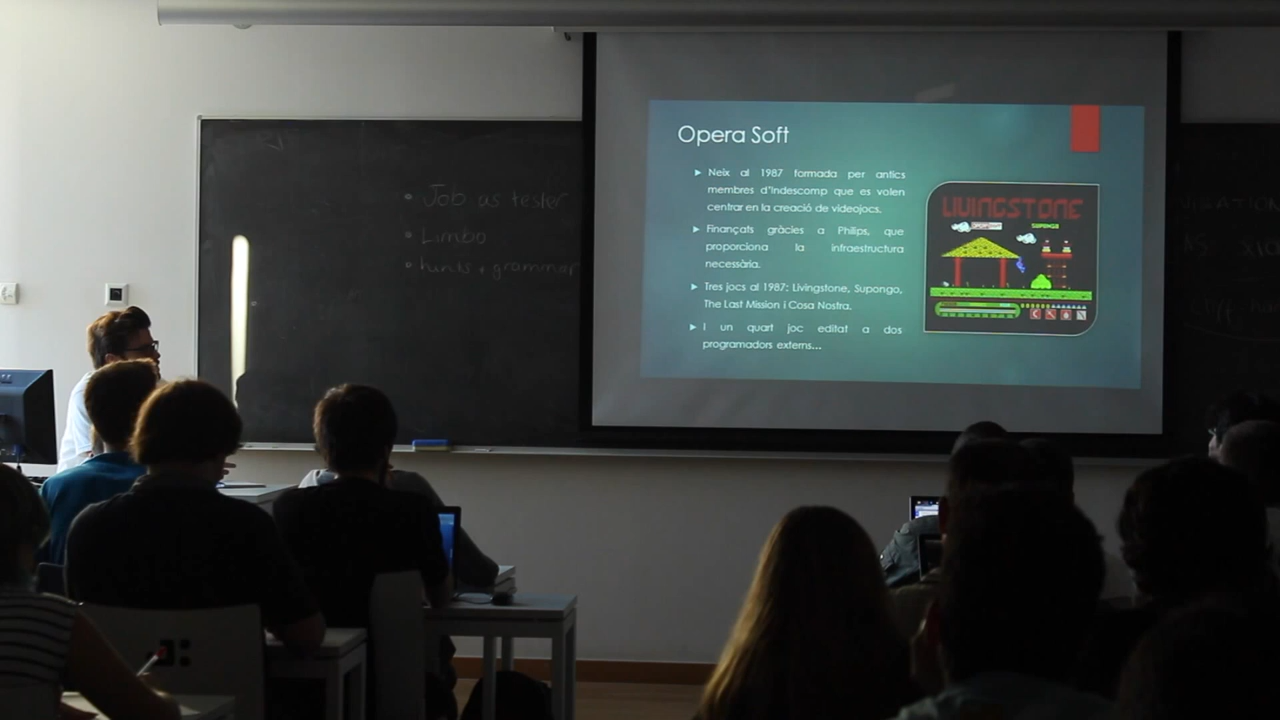 Job as tester
Limbo
hints + grammar
Opera Soft
Neix al 1987 formada per antics
membres d'Indescomp que es volen
centrar en la creació de videojocs.
Finançats gràcies a Philips, que
proporciona la infraestructura
necessària.
Tres jocs al 1987: Livingstone, Supongo,
The Last Mission i Cosa Nostra.
I un quart joc editat a dos
programadors externs...
LIVINGSTONE
SUPONGO